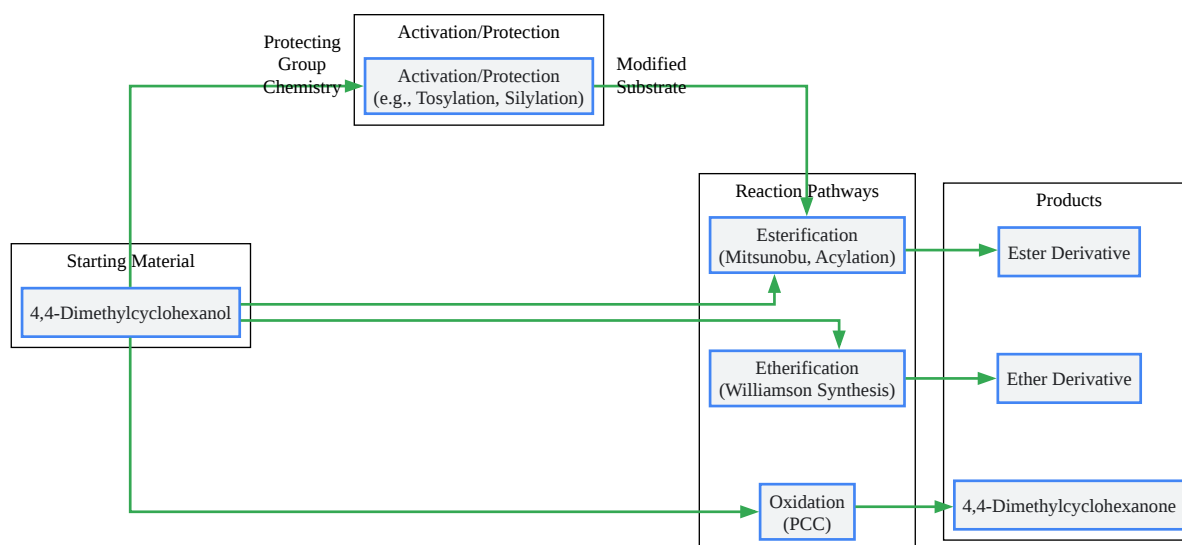 Activation/Protection
Protecting
Group
Chemistry
Activation/Protection
(e.g., Tosylation, Silylation)
Modified
Substrate
Reaction Pathways
Products
Esterification
(Mitsunobu, Acylation)
Ester Derivative
Starting Material
4,4-Dimethylcyclohexanol
Etherification
(Williamson Synthesis)
Ether Derivative
Oxidation
(PCC)
4,4-Dimethylcyclohexanone